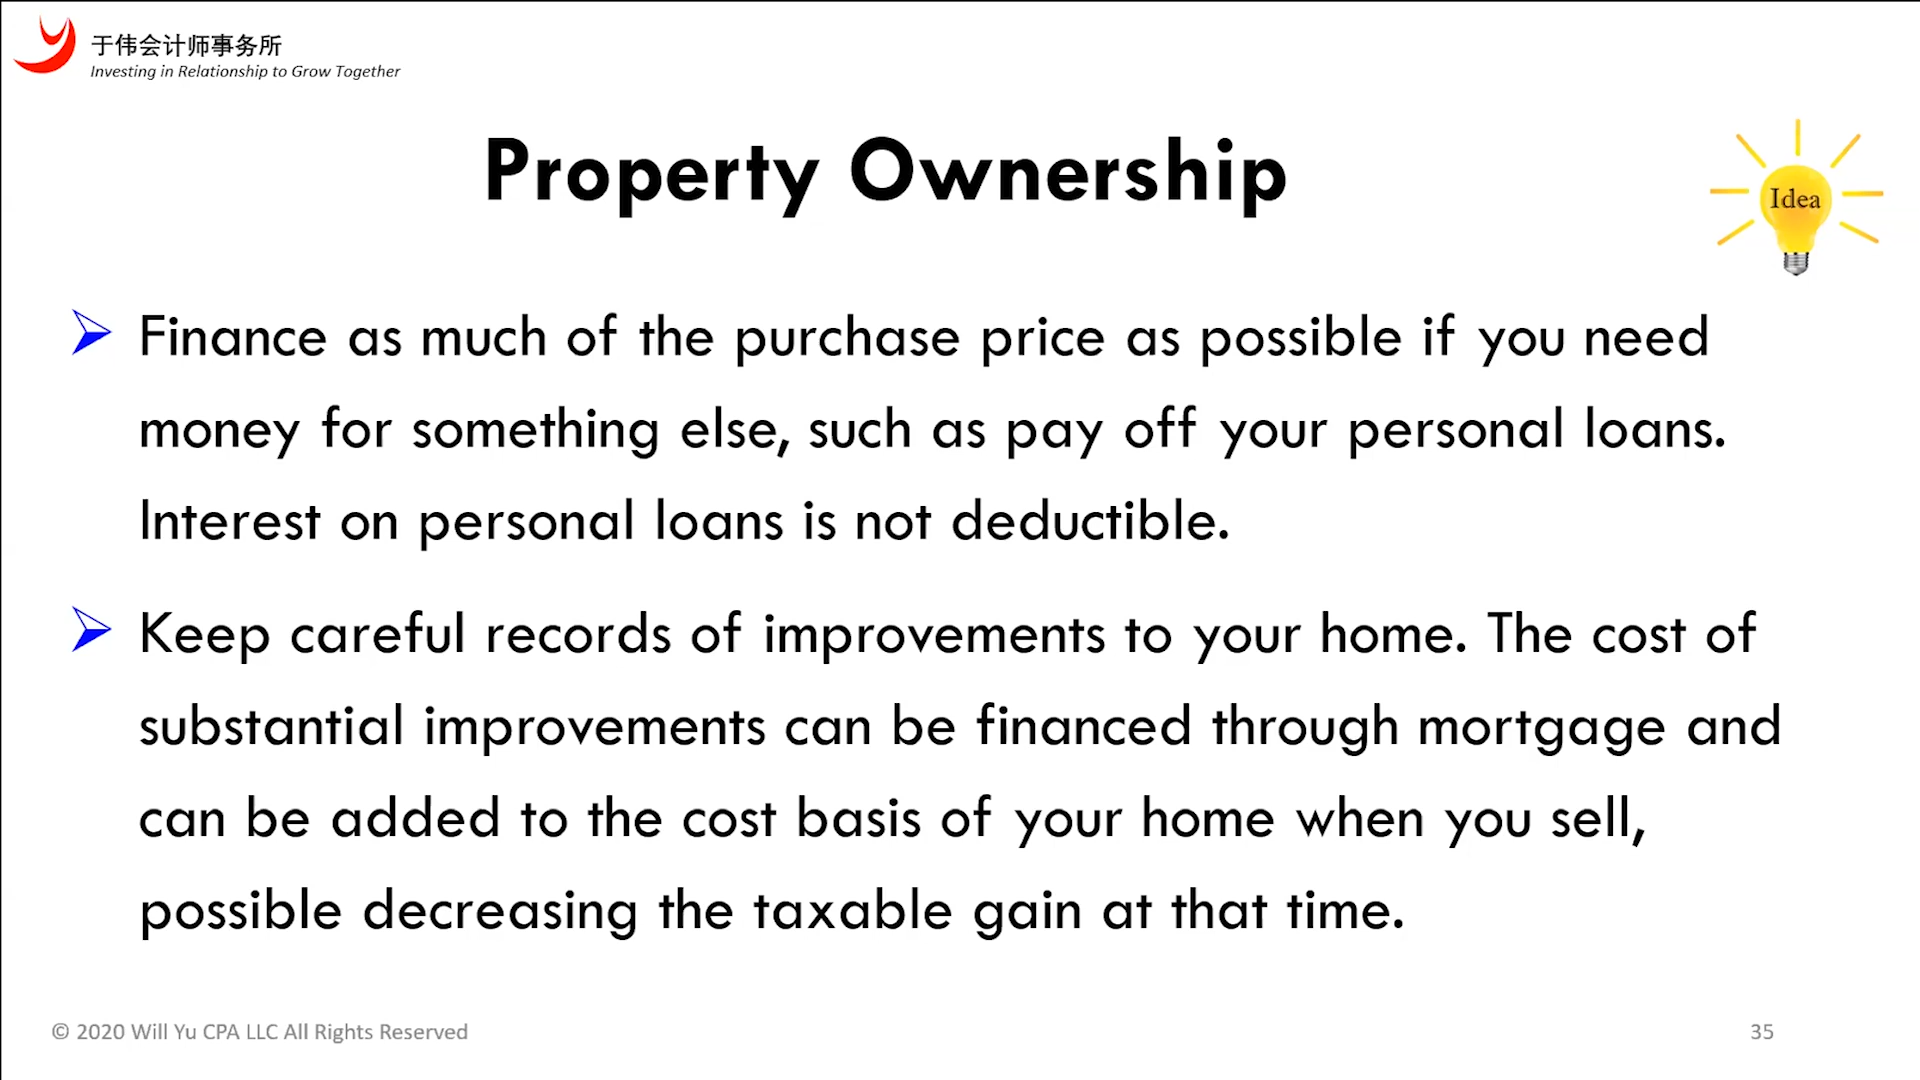 于伟会计师事务所
Investing in Relationship to Grow Together
Property Ownership
Idea
Finance as much of the purchase price as possible if you need
money for something else, such as pay off your personal loans.
Interest on personal loans is not deductible.
Keep careful records of improvements to your home. The cost of
substantial improvements can be financed through mortgage and
can be added to the cost basis of your home when you sell,
possible decreasing the taxable gain at that time.
© 2020 Will Yu CPA LLC All Rights Reserved
35